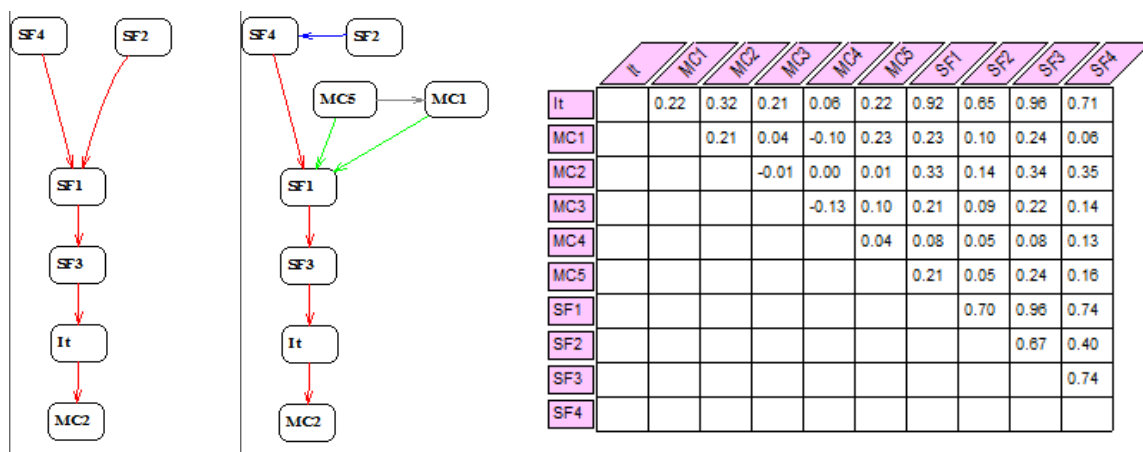 SF4 SF2
SF1
SF3
It
MC2
SF4 SF2
MC5 MC1
SF1
SF3
It
MC2
It MC1 MC2 MC3 MC4 MC5 SF1 SF2 SF3 SF4
It 0.22 0.32 0.21 0.06 0.22 0.92 0.65 0.96 0.71
MC1 0.21 0.04 -0.10 0.23 0.23 0.10 0.24 0.06
MC2 -0.01 0.00 0.01 0.33 0.14 0.34 0.35
MC3 -0.13 0.10 0.21 0.09 0.22 0.14
MC4 0.04 0.08 0.05 0.08 0.13
MC5 0.21 0.05 0.24 0.16
SF1 0.70 0.96 0.74
SF2 0.67 0.40
SF3 0.74
SF4